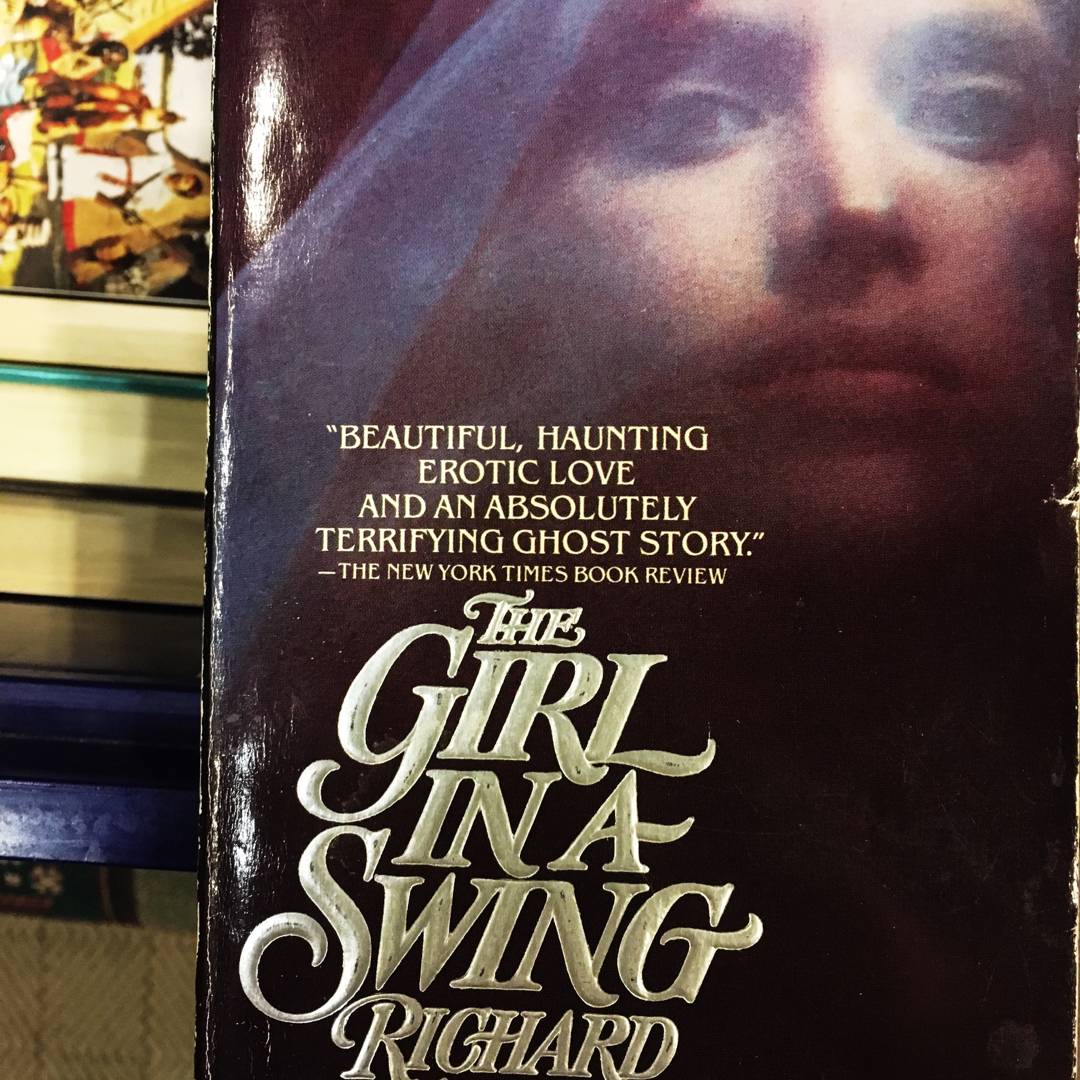 “BEAUTIFUL, HAUNTING
EROTIC LOVE
AND AN ABSOLUTELY
TERRIFYING GHOST STORY.”
—THE NEW YORK TIMES BOOK REVIEW
THE
GIRL
IN A
SWING
RICHARD